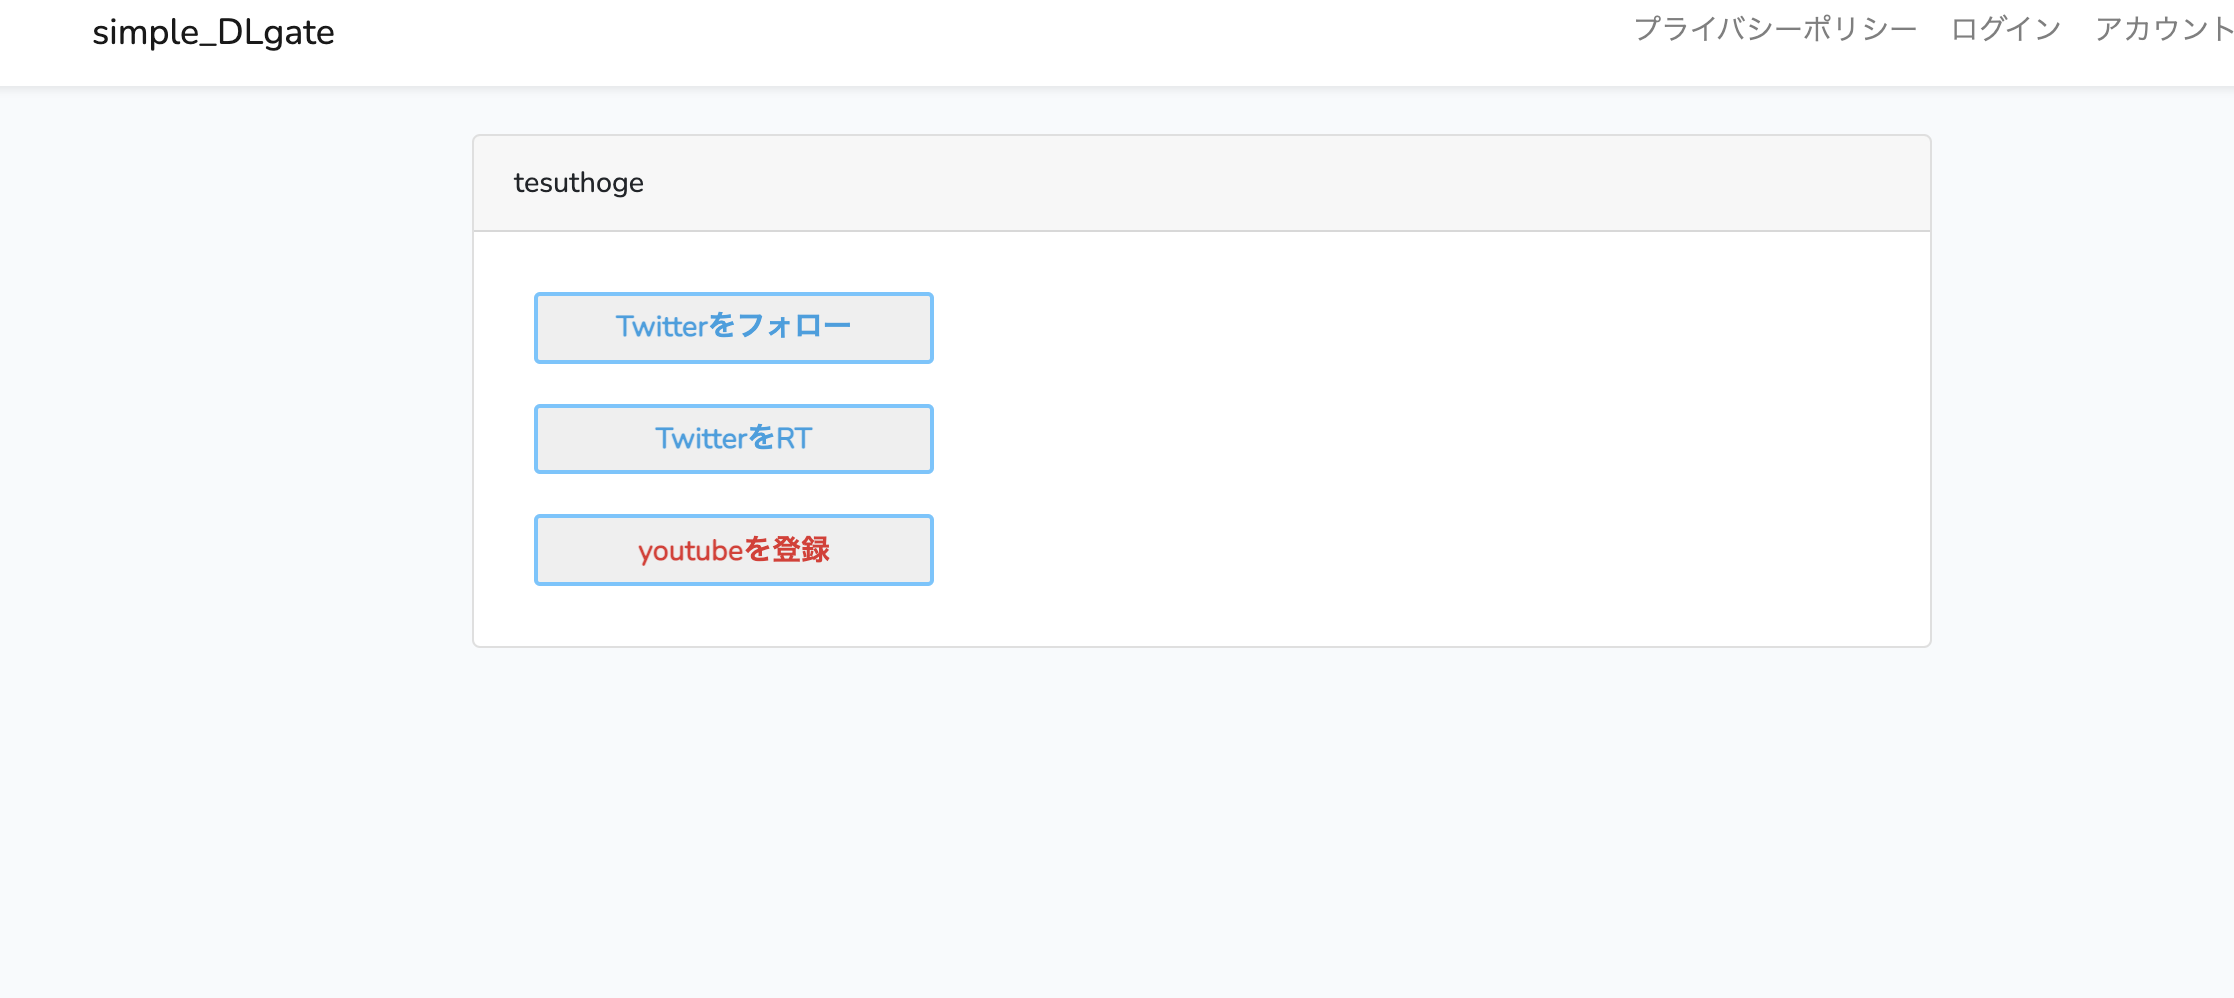 simple_DLgate
プライバシーポリシー ログイン アカウント
tesuthoge
Twitterをフォロー
TwitterをRT
youtubeを登録